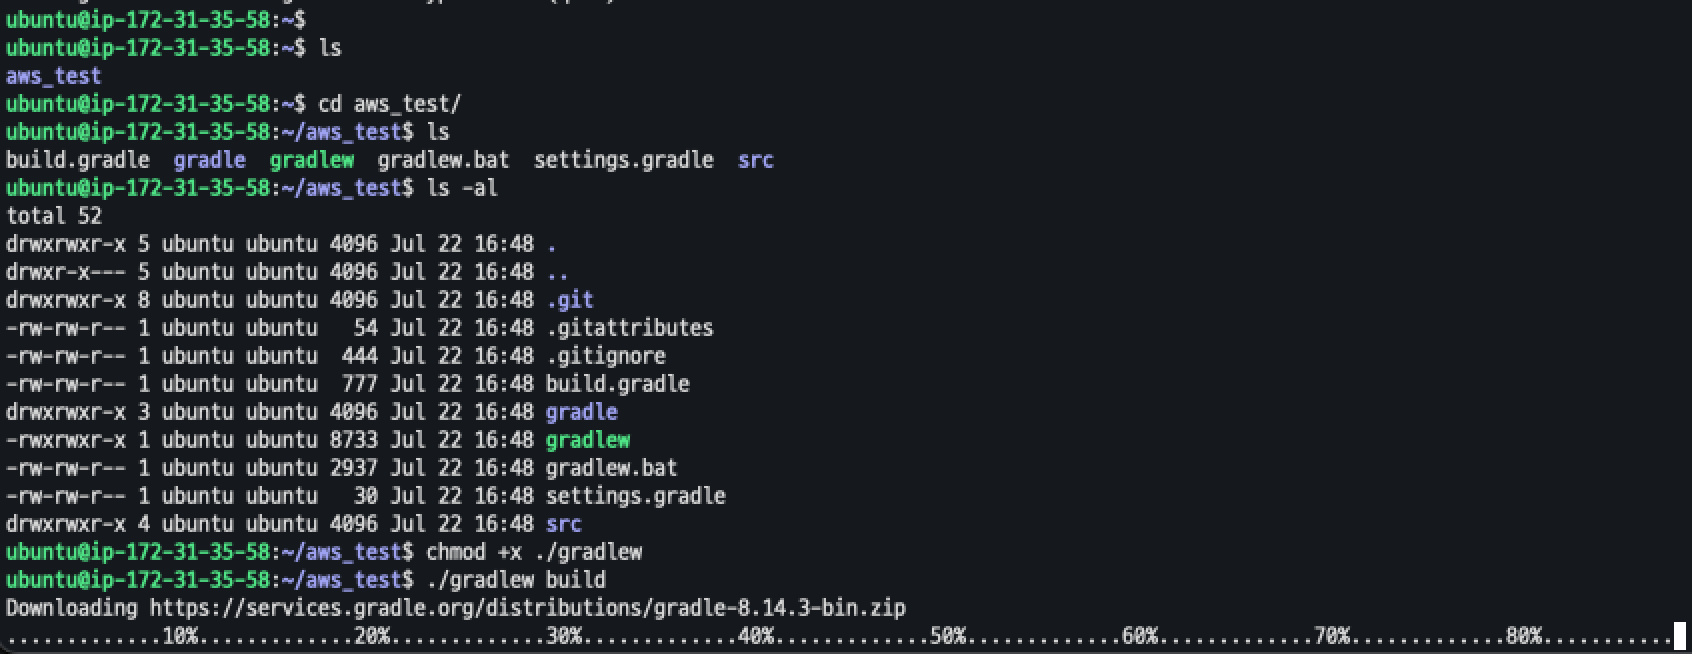 ubuntu@ip-172-31-35-58:~$
ubuntu@ip-172-31-35-58:~$ ls
aws_test
ubuntu@ip-172-31-35-58:~$ cd aws_test/
ubuntu@ip-172-31-35-58:~/aws_test$ ls
build.gradle  gradle  gradlew  gradlew.bat  settings.gradle  src
ubuntu@ip-172-31-35-58:~/aws_test$ ls -al
total 52
drwxrwxr-x 5 ubuntu ubuntu 4096 Jul 22 16:48 .
drwxr-x--- 5 ubuntu ubuntu 4096 Jul 22 16:48 ..
drwxrwxr-x 8 ubuntu ubuntu 4096 Jul 22 16:48 .git
-rw-rw-r-- 1 ubuntu ubuntu   54 Jul 22 16:48 .gitattributes
-rw-rw-r-- 1 ubuntu ubuntu  444 Jul 22 16:48 .gitignore
-rw-rw-r-- 1 ubuntu ubuntu  777 Jul 22 16:48 build.gradle
drwxrwxr-x 3 ubuntu ubuntu 4096 Jul 22 16:48 gradle
-rwxrwxr-x 1 ubuntu ubuntu 8733 Jul 22 16:48 gradlew
-rw-rw-r-- 1 ubuntu ubuntu 2937 Jul 22 16:48 gradlew.bat
-rw-rw-r-- 1 ubuntu ubuntu   30 Jul 22 16:48 settings.gradle
drwxrwxr-x 4 ubuntu ubuntu 4096 Jul 22 16:48 src
ubuntu@ip-172-31-35-58:~/aws_test$ chmod +x ./gradlew
ubuntu@ip-172-31-35-58:~/aws_test$ ./gradlew build
Downloading https://services.gradle.org/distributions/gradle-8.14.3-bin.zip
.............10%.............20%.............30%.............40%.............50%.............60%.............70%.............80%...........